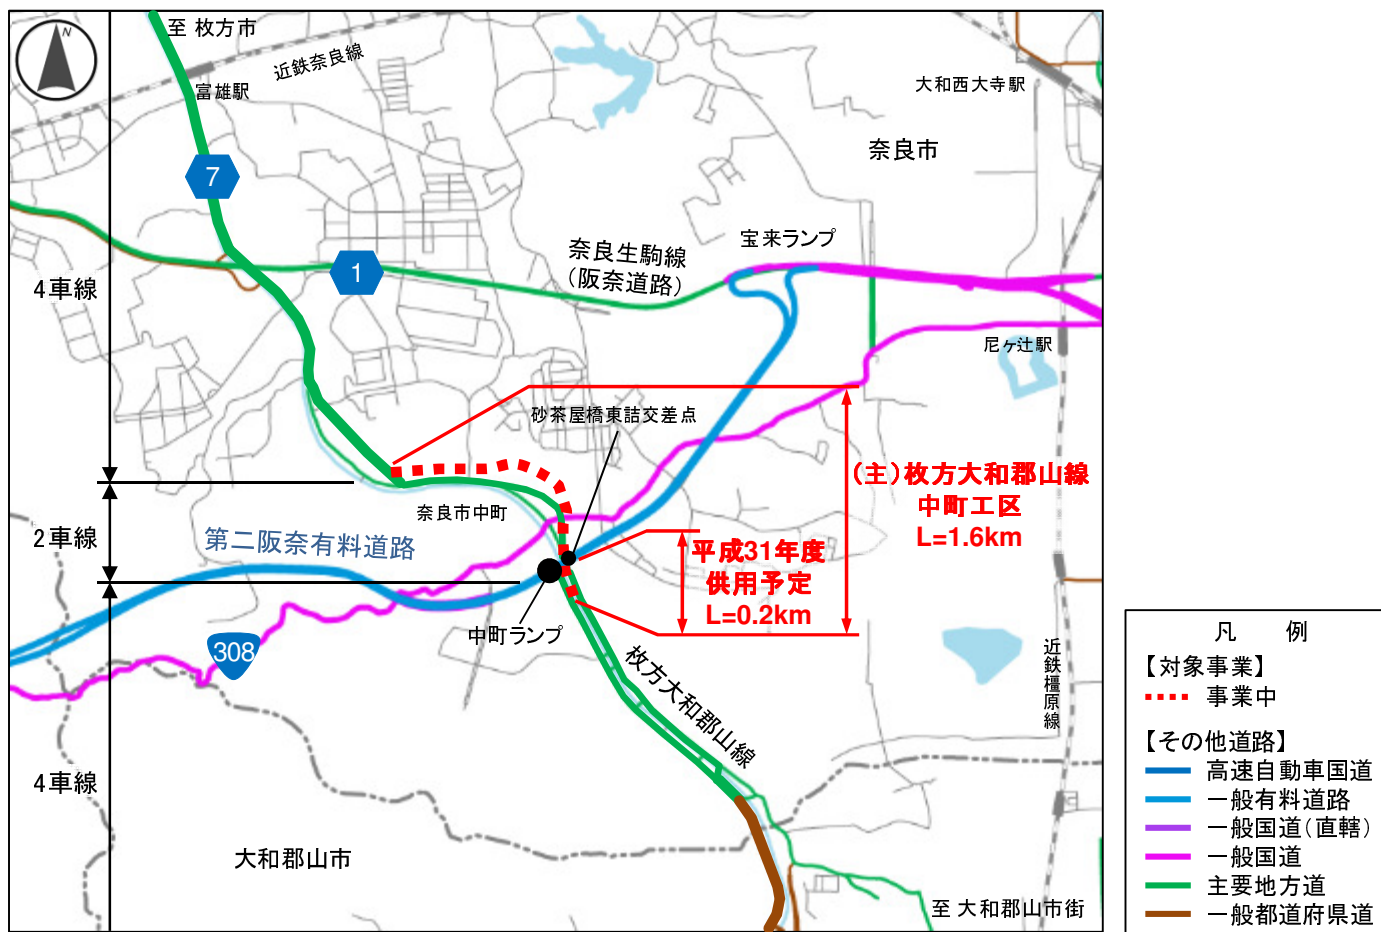 N
至 枚方市
近鉄奈良線
富雄駅
大和西大寺駅
奈良市
7
宝来ランプ
奈良生駒線
（阪奈道路）
1
4車線
尼ヶ辻駅
砂茶屋橋東詰交差点
（主）枚方大和郡山線
中町工区
L=1.6km
奈良市中町
2車線
第二阪奈有料道路
平成31年度
供用予定
L=0.2km
中町ランプ
308
枚方大和郡山線
近鉄橿原線
4車線
大和郡山市
至 大和郡山市街
凡　例
【対象事業】
事業中
【その他道路】
高速自動車国道
一般有料道路
一般国道（直轄）
一般国道
主要地方道
一般都道府県道